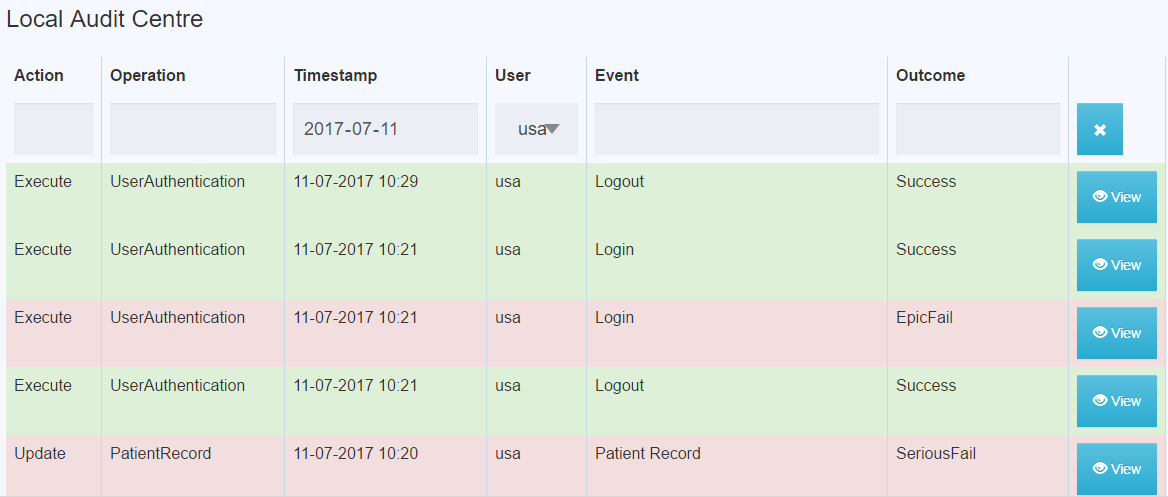 Local Audit Centre
Action Operation Timestamp User Event Outcome
2017-07-11 usa
Execute UserAuthentication 11-07-2017 10:29 usa Logout Success View
Execute UserAuthentication 11-07-2017 10:21 usa Login Success View
Execute UserAuthentication 11-07-2017 10:21 usa Login EpicFail View
Execute UserAuthentication 11-07-2017 10:21 usa Logout Success View
Update PatientRecord 11-07-2017 10:20 usa Patient Record SeriousFail View